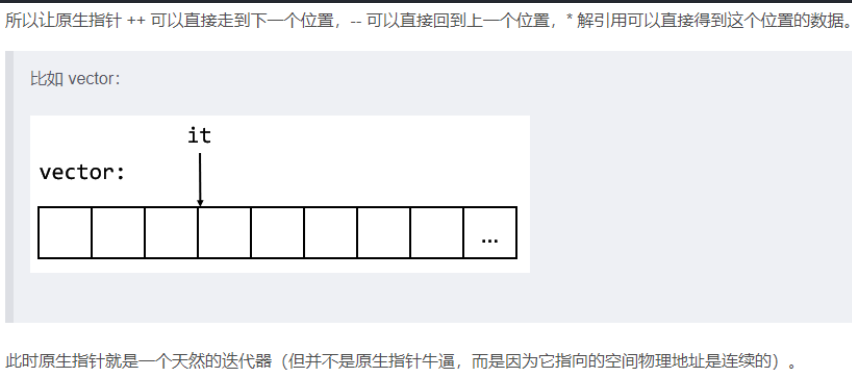 所以让原生指针 ++ 可以直接走到下一个位置，-- 可以直接回到上一个位置，* 解引用可以直接得到这个位置的数据。
比如 vector：
it
vector:
...
此时原生指针就是一个天然的迭代器（但并不是原生指针牛逼，而是因为它指向的空间物理地址是连续的）。